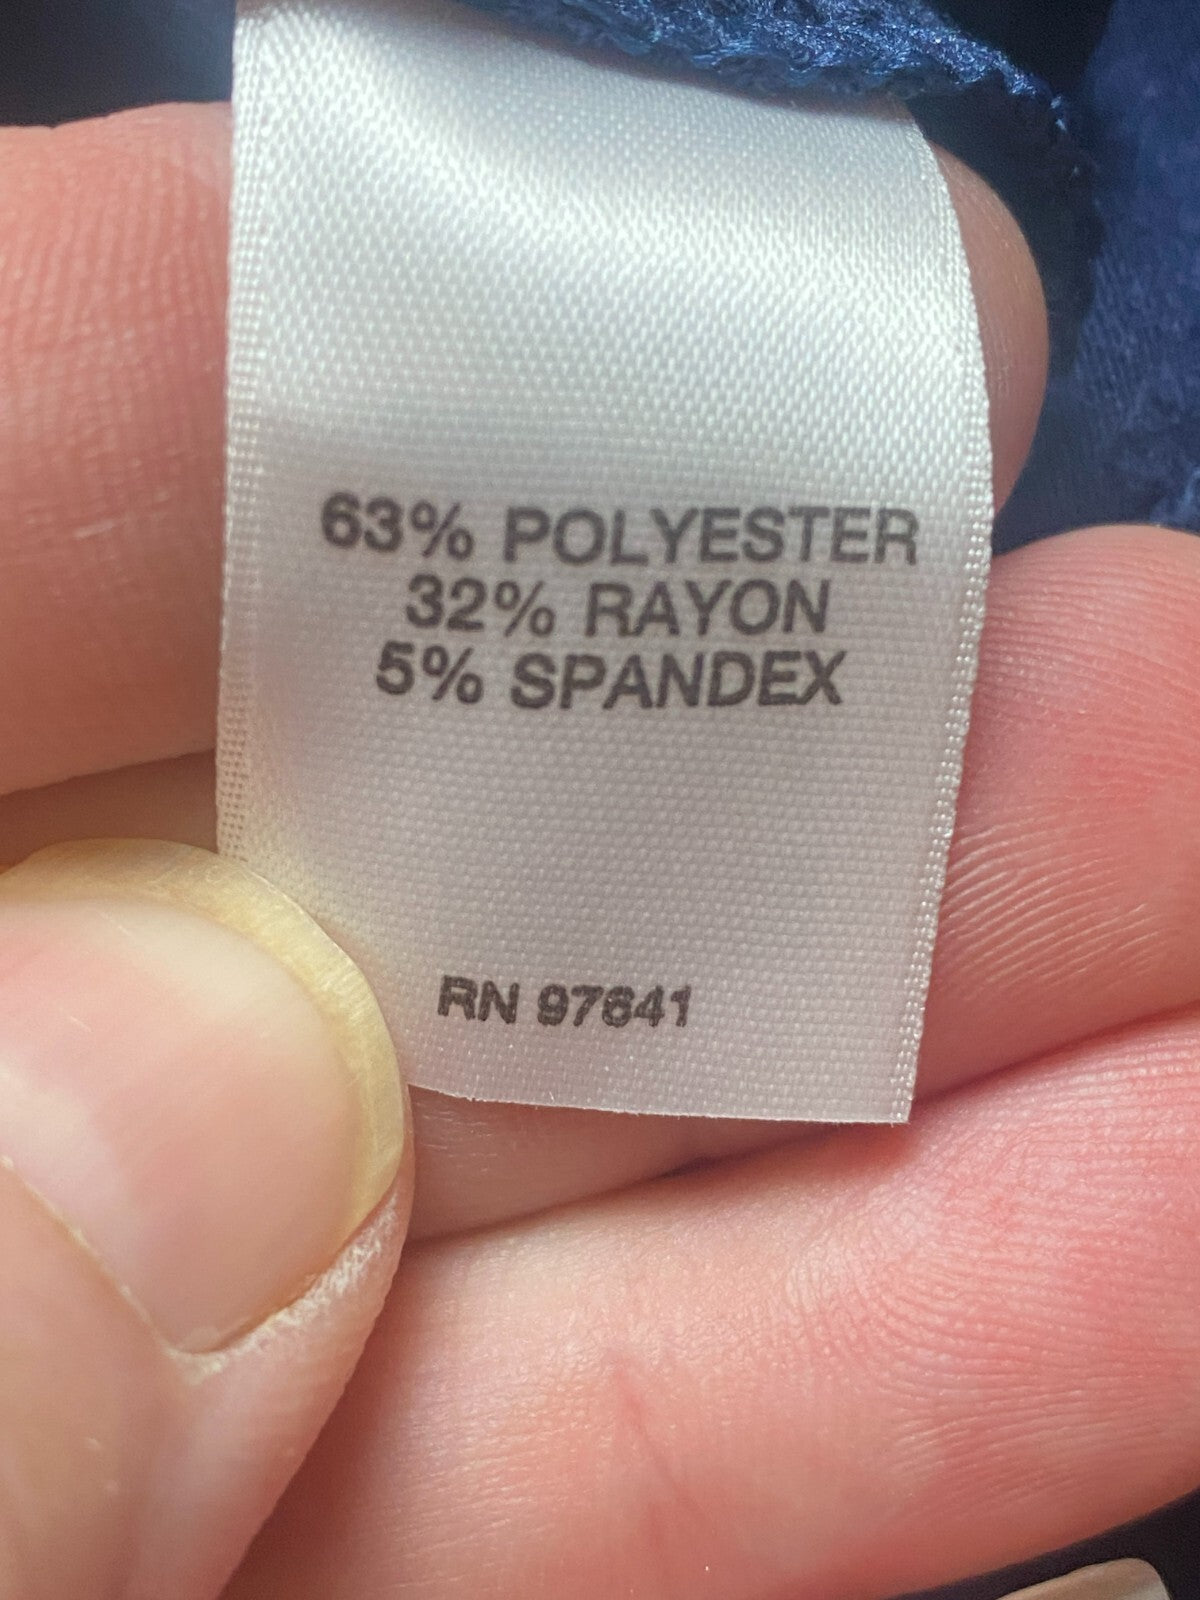 63% POLYESTER
32% RAYON
5% SPANDEX
RN 97641